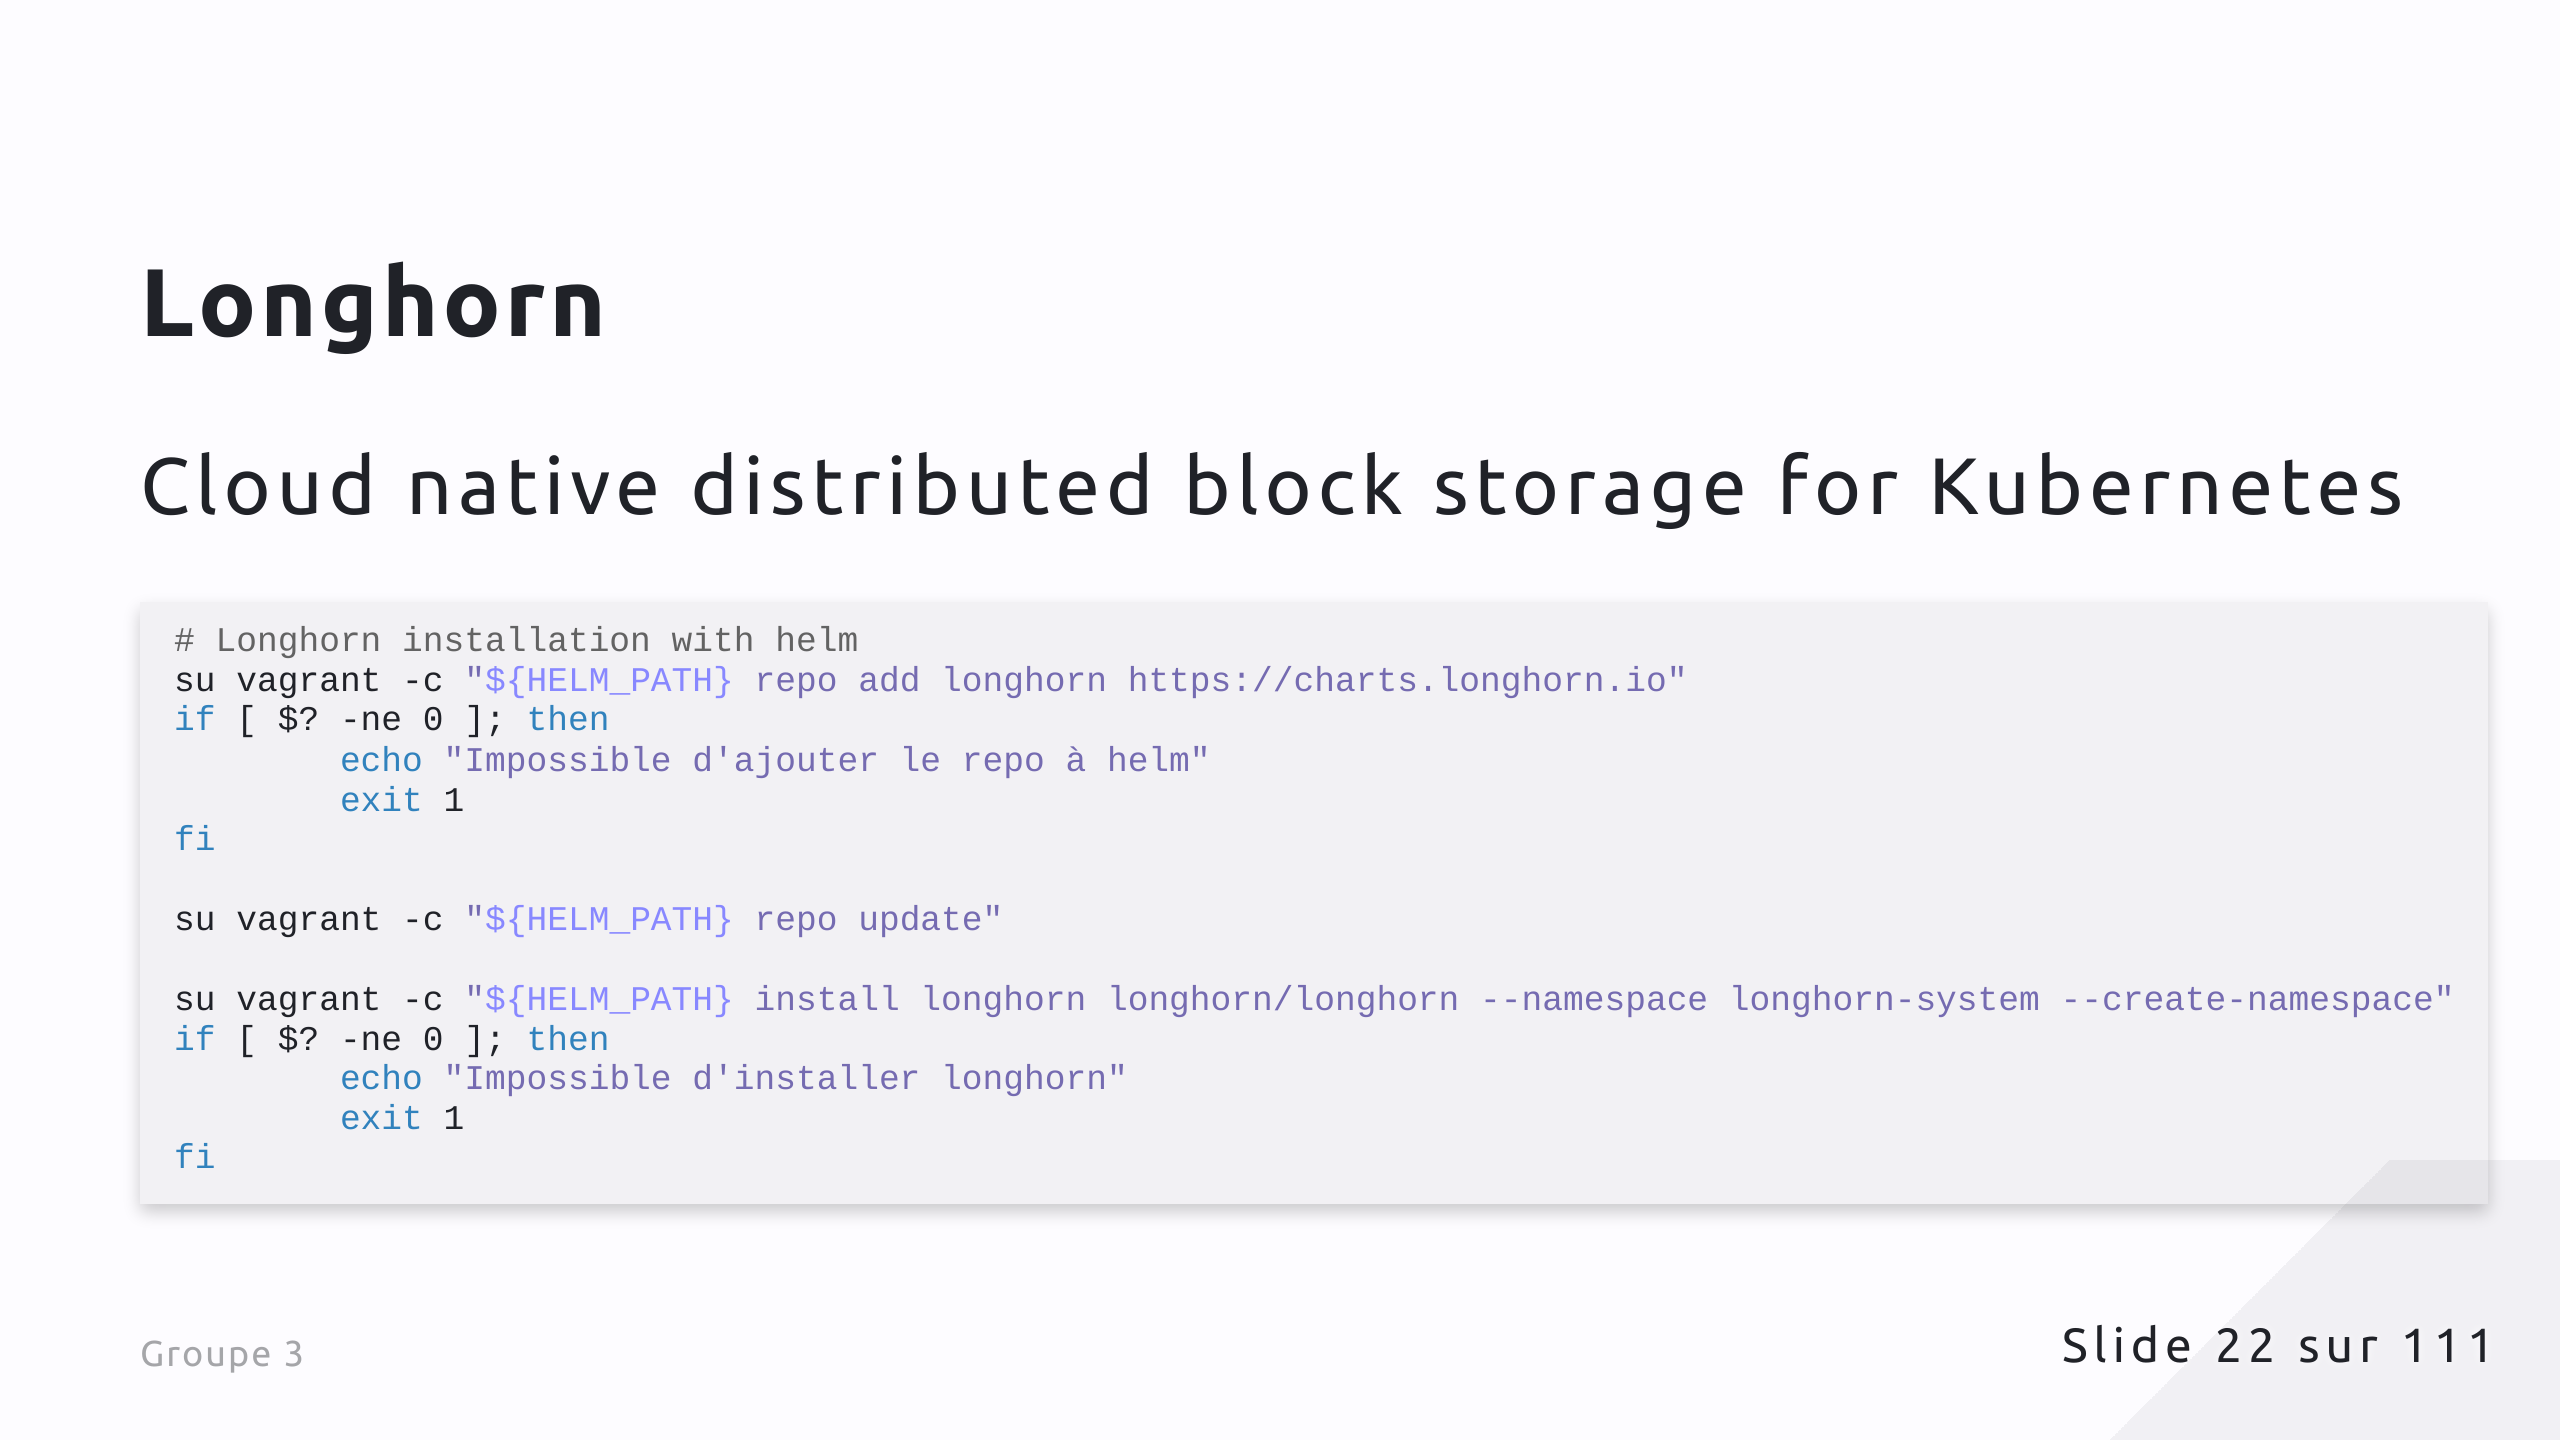 Longhorn
Cloud native distributed block storage for Kubernetes
# Longhorn installation with helm
su vagrant -c "${HELM_PATH} repo add longhorn https://charts.longhorn.io"
if [ $? -ne 0 ]; then
        echo "Impossible d'ajouter le repo à helm"
        exit 1
fi

su vagrant -c "${HELM_PATH} repo update"

su vagrant -c "${HELM_PATH} install longhorn longhorn/longhorn --namespace longhorn-system --create-namespace"
if [ $? -ne 0 ]; then
        echo "Impossible d'installer longhorn"
        exit 1
fi
Groupe 3
Slide 22 sur 111